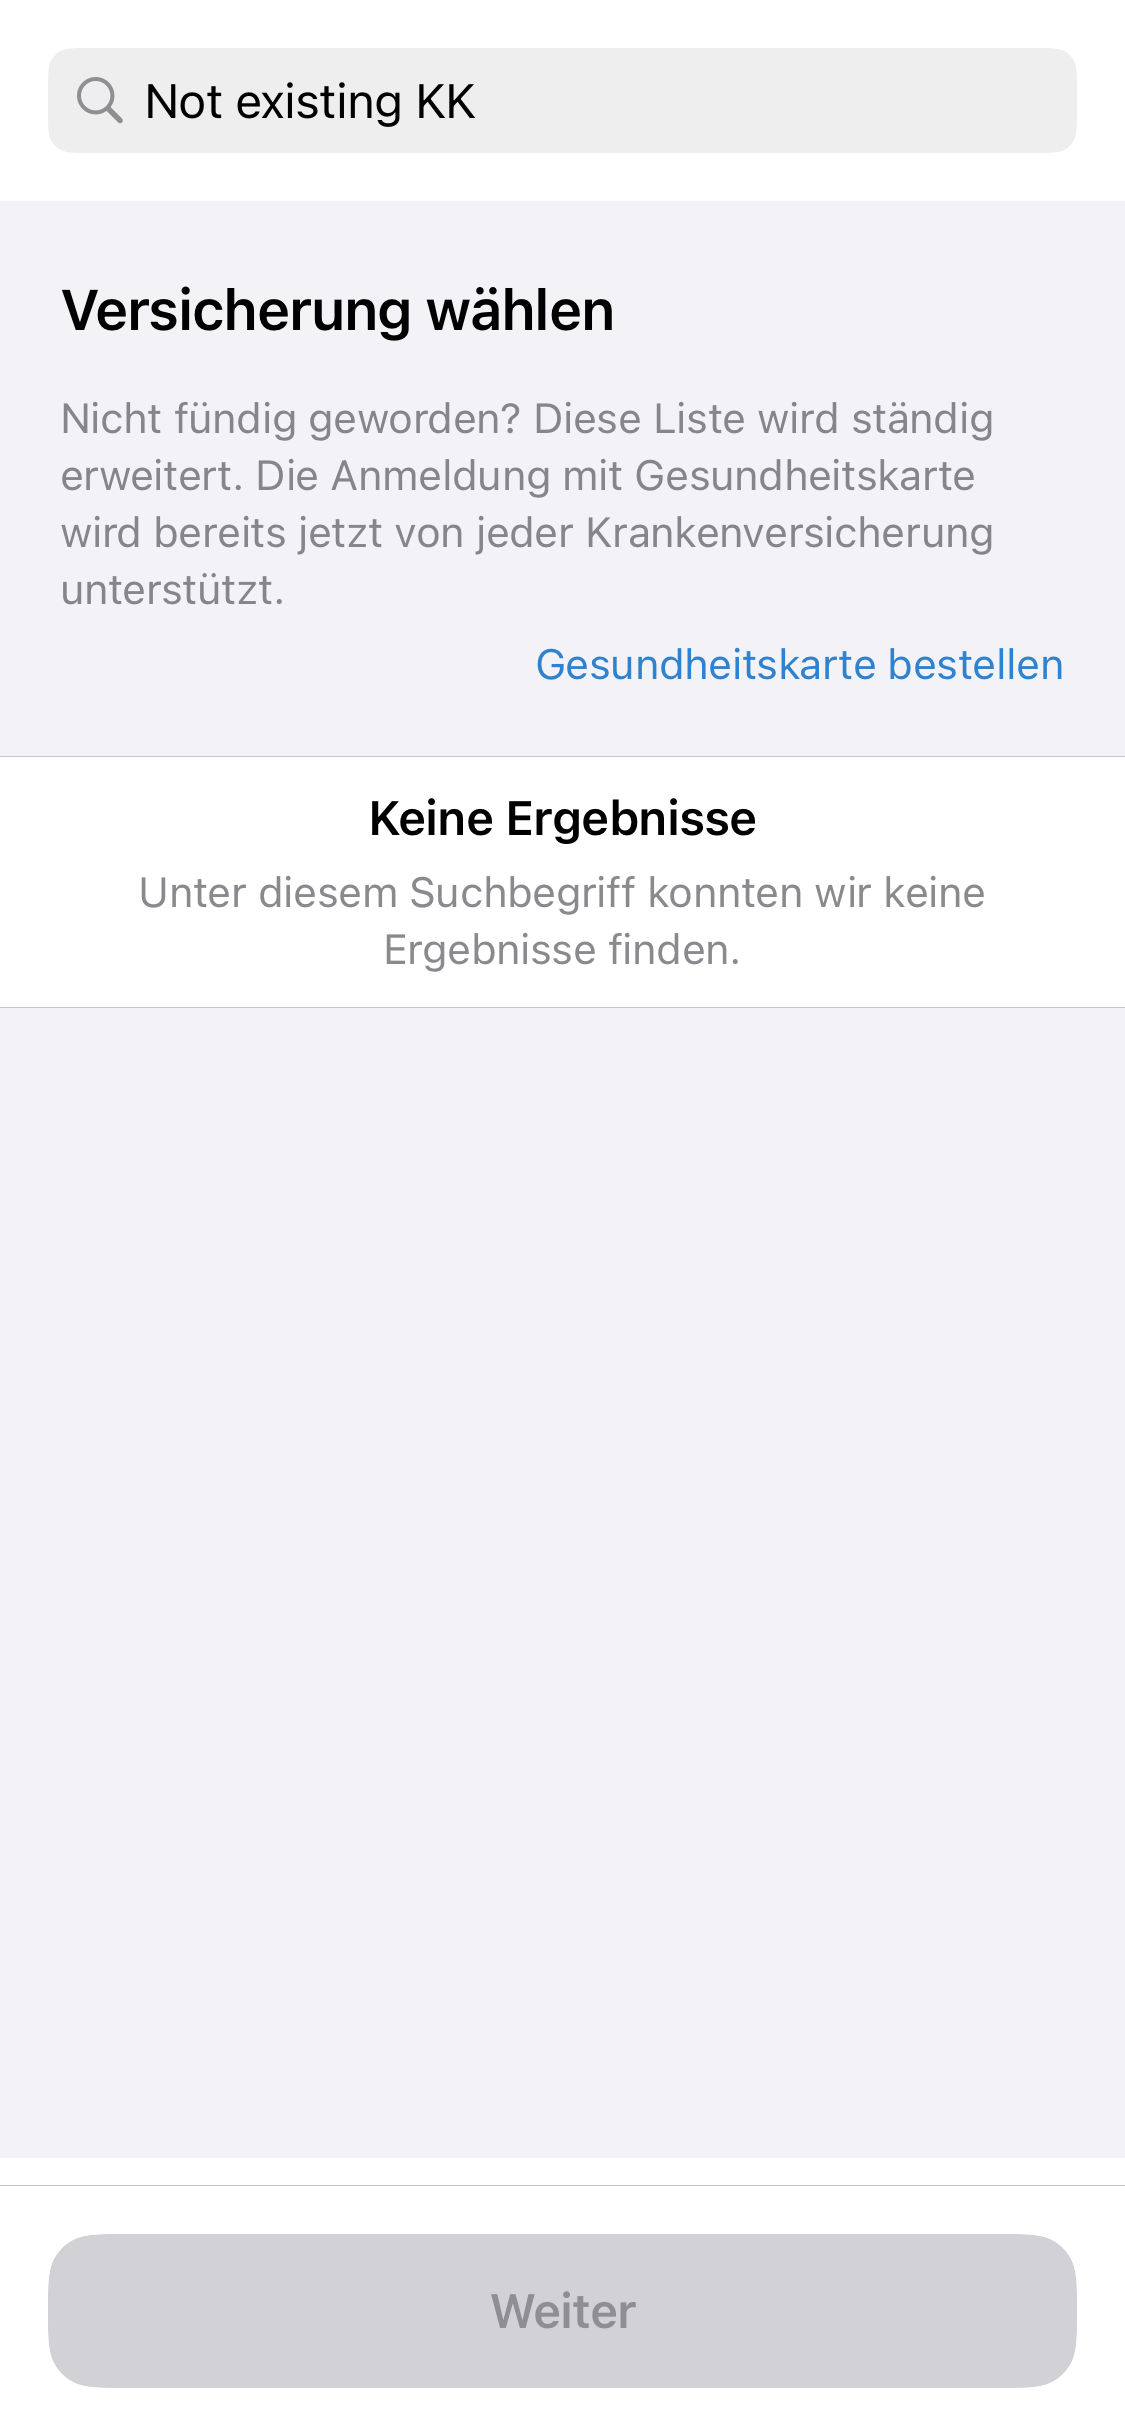 Not existing KK
Versicherung wählen
Nicht fündig geworden? Diese Liste wird ständig
erweitert. Die Anmeldung mit Gesundheitskarte
wird bereits jetzt von jeder Krankenversicherung
unterstützt.
Gesundheitskarte bestellen
Keine Ergebnisse
Unter diesem Suchbegriff konnten wir keine
Ergebnisse finden.
Weiter